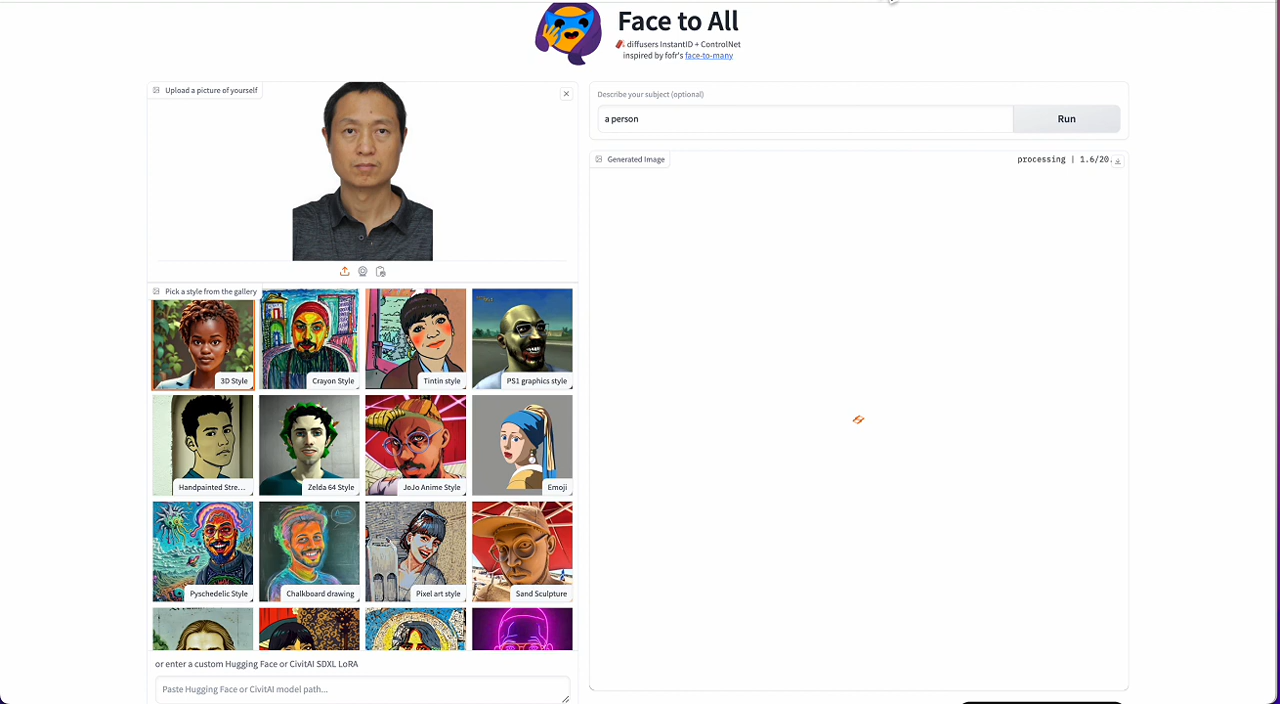 Face to All
🧨 diffusers InstantID + ControlNet
inspired by fofr's face-to-many
Upload a picture of yourself
Describe your subject (optional)
a person
Run
Generated Image
processing | 1.6/20.
Pick a style from the gallery
3D Style
Crayon Style
Tintin style
PS1 graphics style
Handpainted Stre...
Zelda 64 Style
JoJo Anime Style
Emoji
Pyschedelic Style
Chalkboard drawing
Pixel art style
Sand Sculpture
or enter a custom Hugging Face or CivitAI SDXL LoRA
Paste Hugging Face or CivitAI model path...